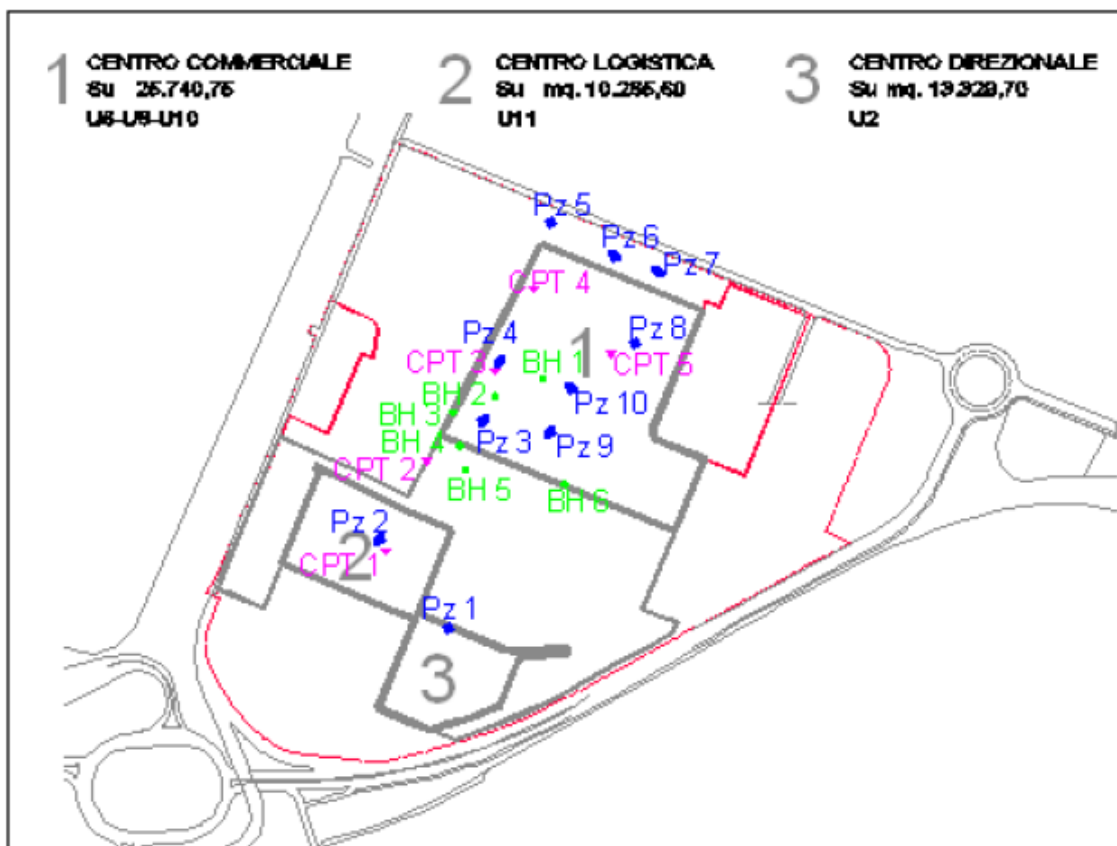 1 CENTRO COMMERCIALE
Su 25.740,75
U6-U9-U10
2 CENTRO LOGISTICA
Su mq. 10.285,60
U11
3 CENTRO DIREZIONALE
Su mq. 13.329,70
U2
Pz 5
Pz 6
Pz 7
CPT 4
Pz 4
1
Pz 8
CPT 3
BH 1
CPT 5
BH 2
Pz 10
BH 3
Pz 3
Pz 9
BH 4
CPT 2
BH 5
BH 6
Pz 2
2
CPT 1
Pz 1
3